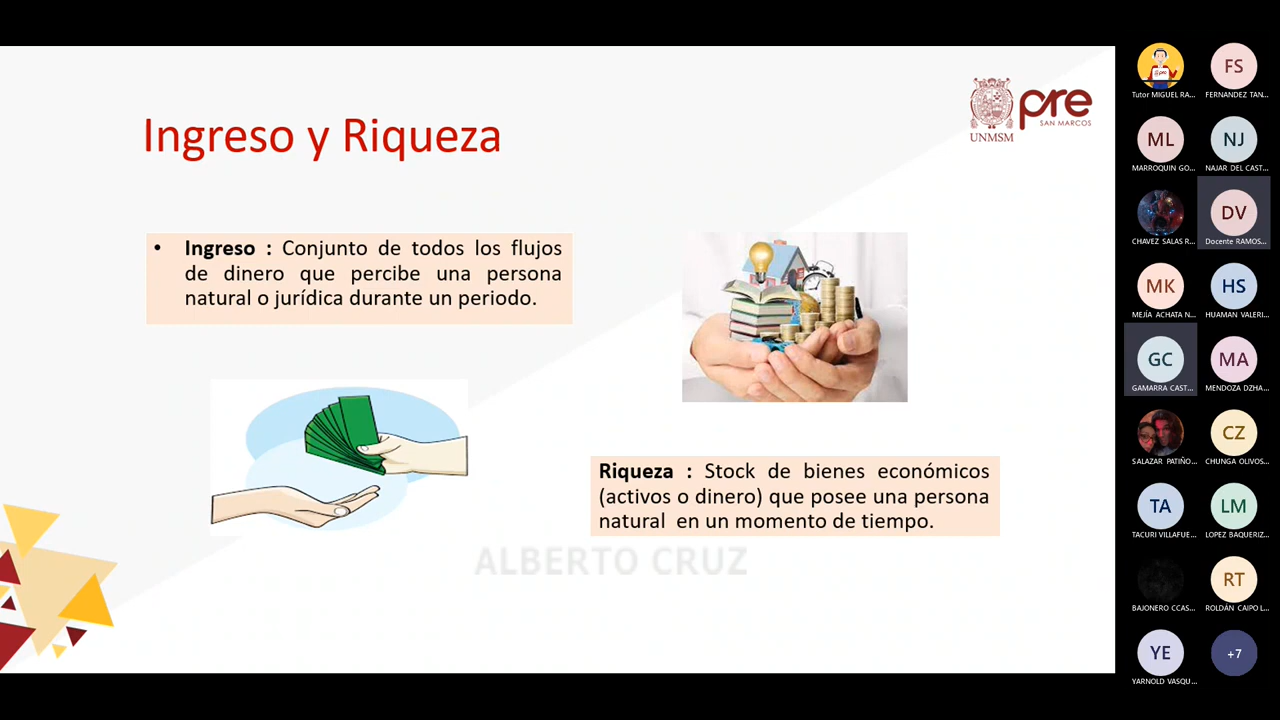 Ingreso y Riqueza
UNMSM
pre
SAN MARCOS
• Ingreso : Conjunto de todos los flujos
de dinero que percibe una persona
natural o jurídica durante un periodo.
Riqueza : Stock de bienes económicos
(activos o dinero) que posee una persona
natural en un momento de tiempo.
ALBERTO CRUZ
Tutor MIGUEL RA...
FS
FERNANDEZ TAN...
ML
MARROQUIN GO...
NJ
NAJAR DEL CAST...
CHAVEZ SALAS R...
DV
Docente RAMOS...
MK
MEJÍA ACHATA N...
HS
HUAMAN VALERI...
GC
GAMARRA CAST...
MA
MENDOZA DZHA...
SALAZAR PATIÑO...
CZ
CHUNGA OLIVOS...
TA
TACURI VILLAFUE...
LM
LOPEZ BAQUERIZ...
BAJONERO CCAS...
RT
ROLDÁN CAIPO L...
YE
YARNOLD VASQU...
+7